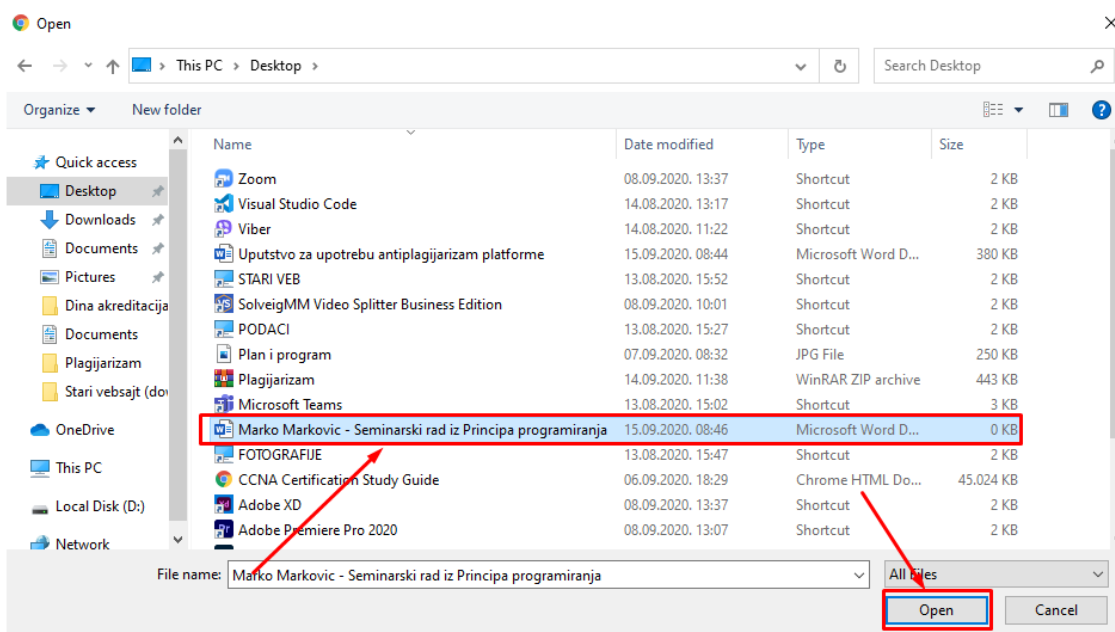 Open
This PC > Desktop >
Search Desktop
Organize
New folder
Name Date modified Type Size
Quick access
Desktop
Downloads
Documents
Pictures
Dina akreditacija
Documents
Plagijarizam
Stari vebsajt (dov
OneDrive
This PC
Local Disk (D:)
Network
Zoom 08.09.2020. 13:37 Shortcut 2 KB
Visual Studio Code 14.08.2020. 13:17 Shortcut 2 KB
Viber 14.08.2020. 11:22 Shortcut 2 KB
Uputstvo za upotrebu antiplagijarizam platforme 15.09.2020. 08:44 Microsoft Word D... 380 KB
STARI VEB 13.08.2020. 15:52 Shortcut 2 KB
SolveigMM Video Splitter Business Edition 08.09.2020. 10:01 Shortcut 2 KB
PODACI 13.08.2020. 15:27 Shortcut 2 KB
Plan i program 07.09.2020. 08:32 JPG File 250 KB
Plagijarizam 14.09.2020. 11:38 WinRAR ZIP archive 443 KB
Microsoft Teams 13.08.2020. 15:02 Shortcut 3 KB
Marko Markovic - Seminarski rad iz Principa programiranja 15.09.2020. 08:46 Microsoft Word D... 0 KB
FOTOGRAFIJE 13.08.2020. 15:47 Shortcut 2 KB
CCNA Certification Study Guide 06.09.2020. 18:29 Chrome HTML Do... 45.024 KB
Adobe XD 08.09.2020. 13:37 Shortcut 2 KB
Adobe Premiere Pro 2020 08.09.2020. 13:07 Shortcut 2 KB
File name: Marko Markovic - Seminarski rad iz Principa programiranja
All Files
Open
Cancel